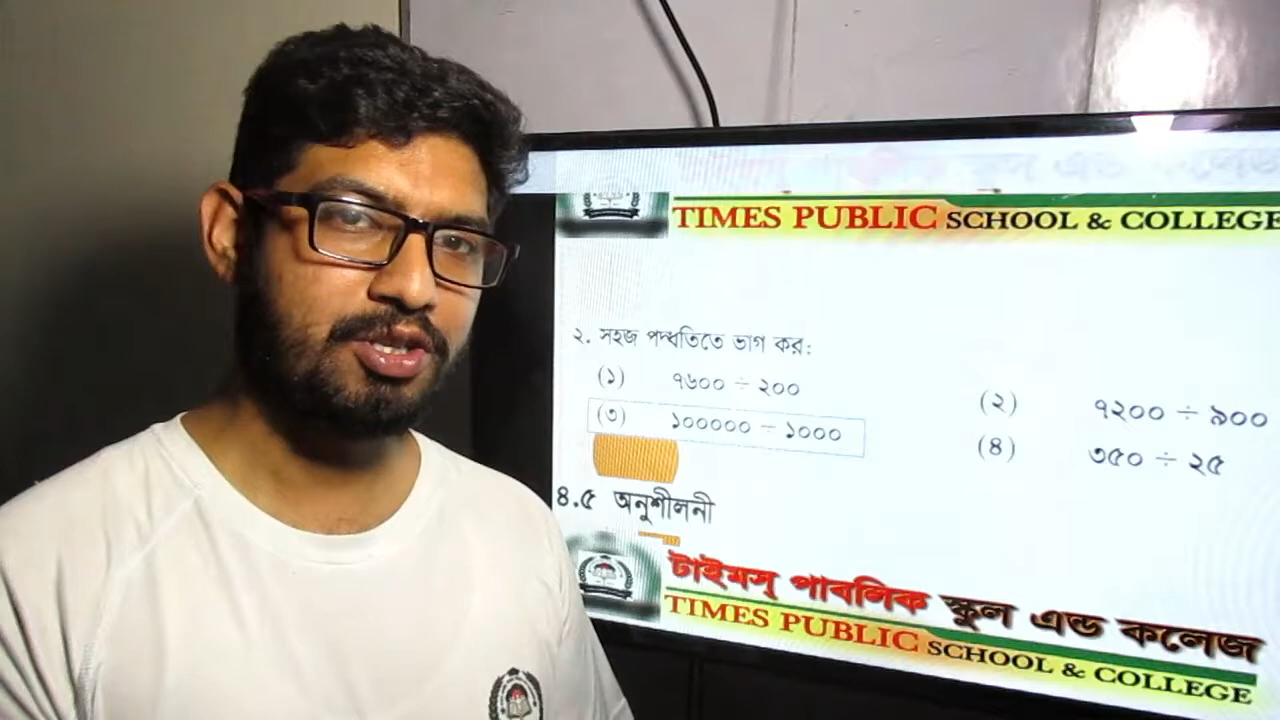 TIMES PUBLIC SCHOOL & COLLEGE
২. সহজ পদ্ধতিতে ভাগ কর:
(১) ৭৬০০ ÷ ২০০ (২) ৭২০০ ÷ ৯০০
(৩) ১০০০০০ ÷ ১০০০ (৪) ৩৫০ ÷ ২৫
৪.৫ অনুশীলনী
টাইমস্ পাবলিক স্কুল এন্ড কলেজ
TIMES PUBLIC SCHOOL & COLLEGE